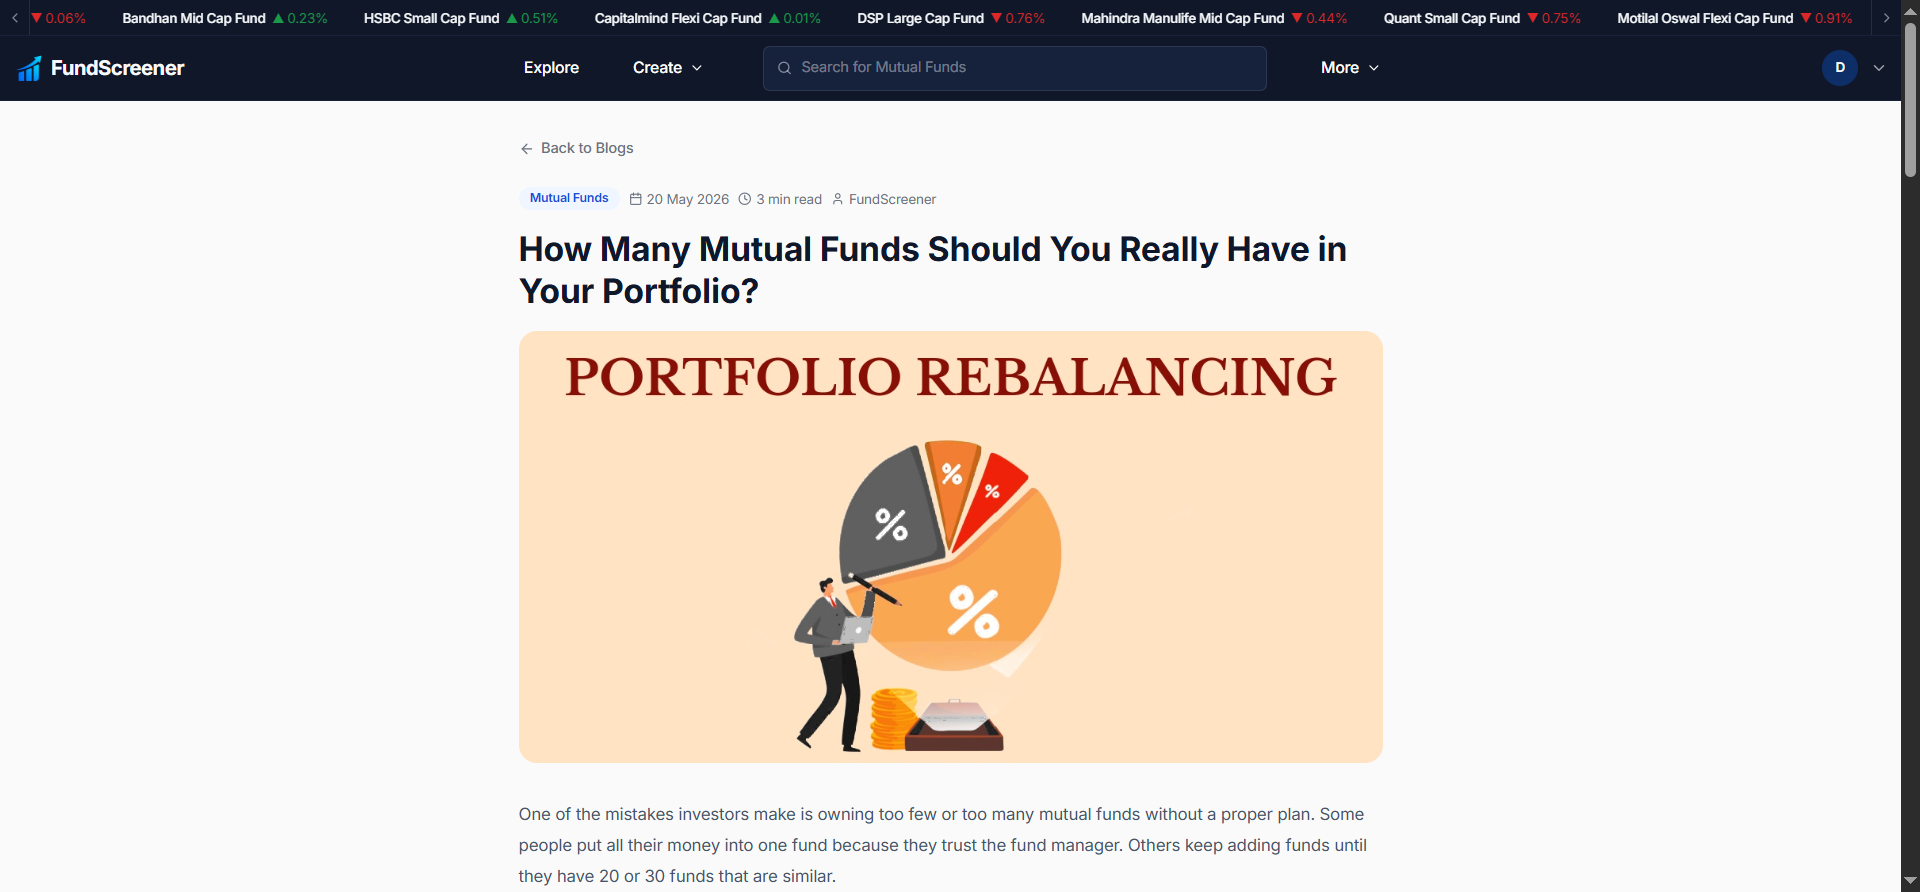 ▼ 0.06% Bandhan Mid Cap Fund ▲ 0.23% HSBC Small Cap Fund ▲ 0.51% Capitalmind Flexi Cap Fund ▲ 0.01% DSP Large Cap Fund ▼ 0.76% Mahindra Manulife Mid Cap Fund ▼ 0.44% Quant Small Cap Fund ▼ 0.75% Motilal Oswal Flexi Cap Fund ▼ 0.91%
FundScreener Explore Create Search for Mutual Funds More D
Back to Blogs
Mutual Funds 20 May 2026 3 min read FundScreener
How Many Mutual Funds Should You Really Have in
Your Portfolio?
PORTFOLIO REBALANCING
%
%
%
%
One of the mistakes investors make is owning too few or too many mutual funds without a proper plan. Some
people put all their money into one fund because they trust the fund manager. Others keep adding funds until
they have 20 or 30 funds that are similar.